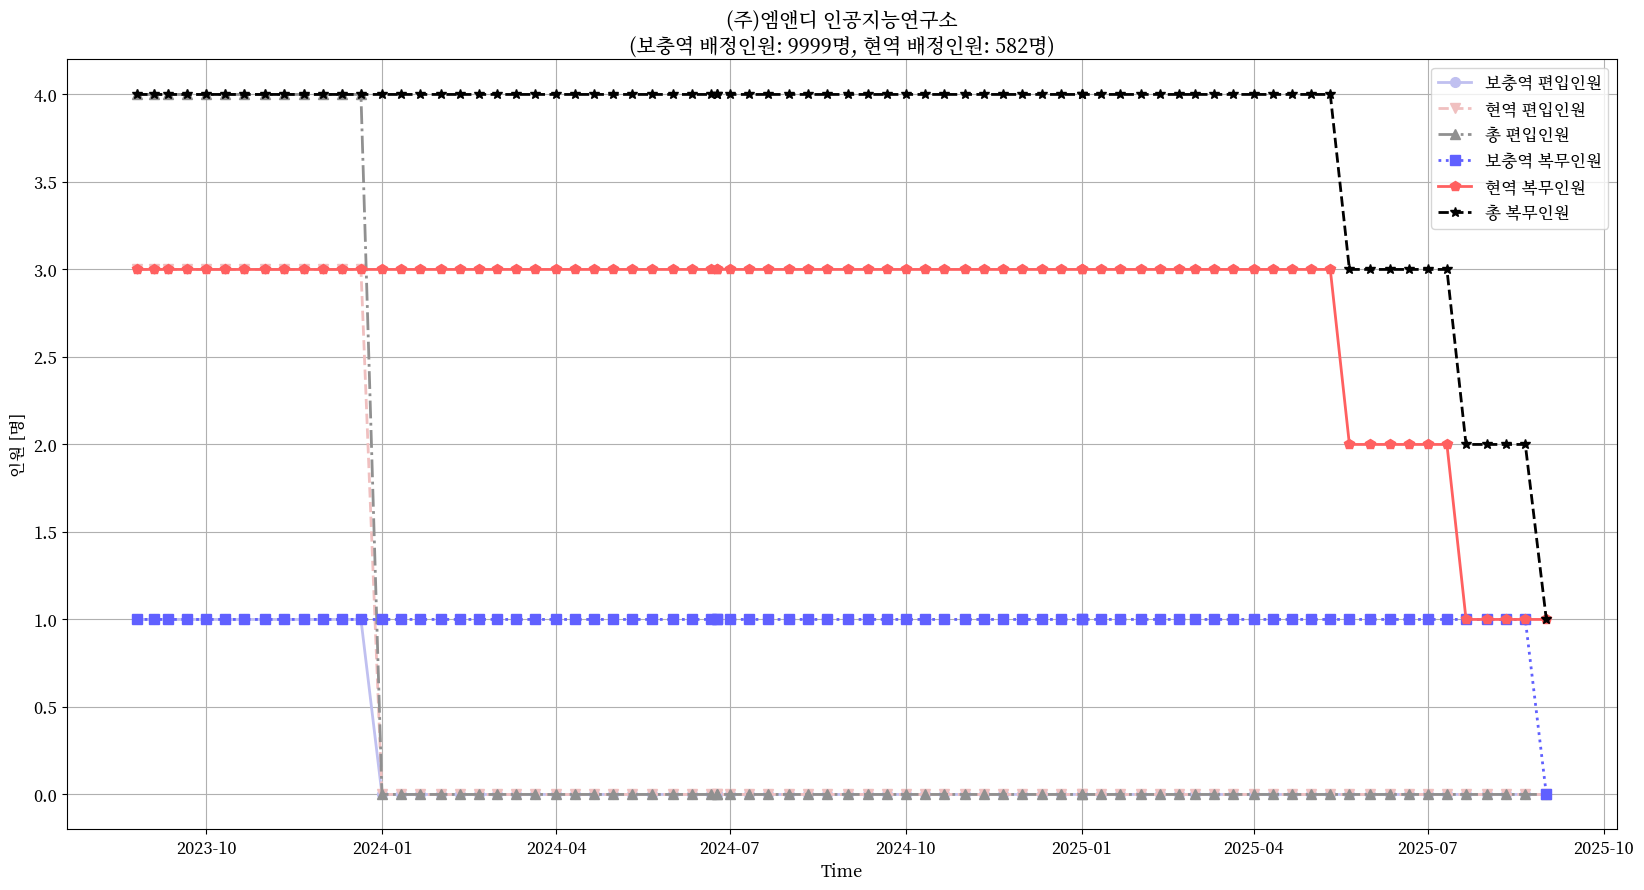 (주)엠앤디 인공지능연구소
(보충역 배정인원: 9999명, 현역 배정인원: 582명)
보충역 편입인원
현역 편입인원
총 편입인원
보충역 복무인원
현역 복무인원
총 복무인원
인원 [명]
4.0
3.5
3.0
2.5
2.0
1.5
1.0
0.5
0.0
2023-10
2024-01
2024-04
2024-07
2024-10
2025-01
2025-04
2025-07
2025-10
Time